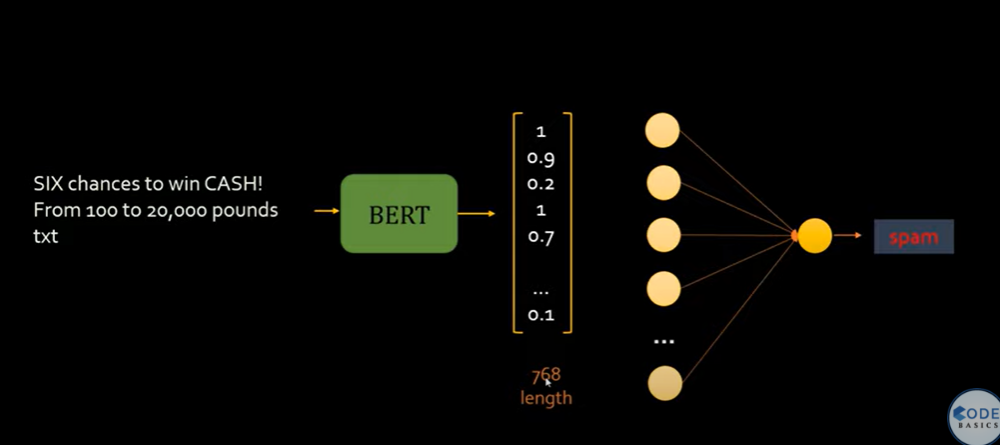 SIX chances to win CASH!
From 100 to 20,000 pounds
txt
BERT
1
0.9
0.2
1
0.7
...
0.1
768
length
...
spam
CODE
BASICS